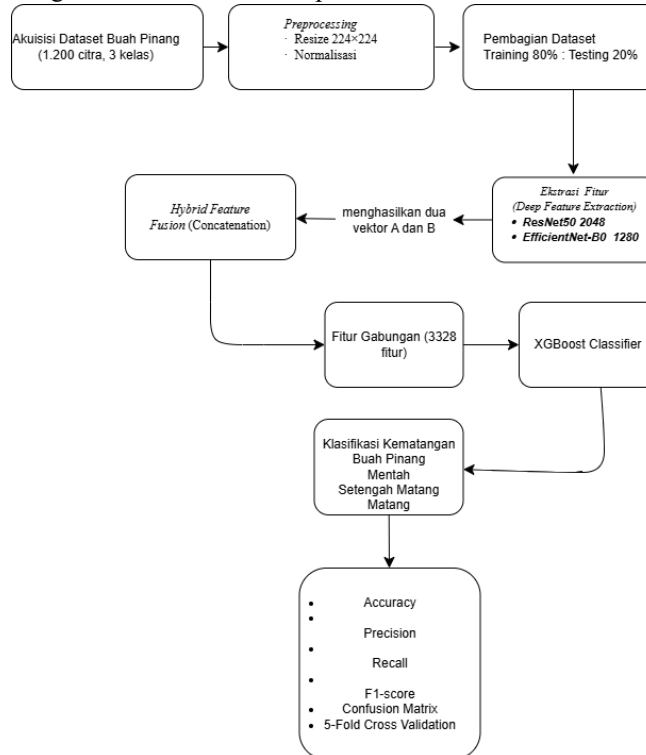 Akuisisi Dataset Buah Pinang
(1.200 citra, 3 kelas)
Preprocessing
· Resize 224×224
· Normalisasi
Pembagian Dataset
Training 80% : Testing 20%
Ekstrasi Fitur
(Deep Feature Extraction)
• ResNet50 2048
• EfficientNet-B0 1280
menghasilkan dua
vektor A dan B
Hybrid Feature
Fusion (Concatenation)
Fitur Gabungan (3328
fitur)
XGBoost Classifier
Klasifikasi Kematangan
Buah Pinang
Mentah
Setengah Matang
Matang
• Accuracy
•
Precision
•
Recall
•
F1-score
• Confusion Matrix
• 5-Fold Cross Validation